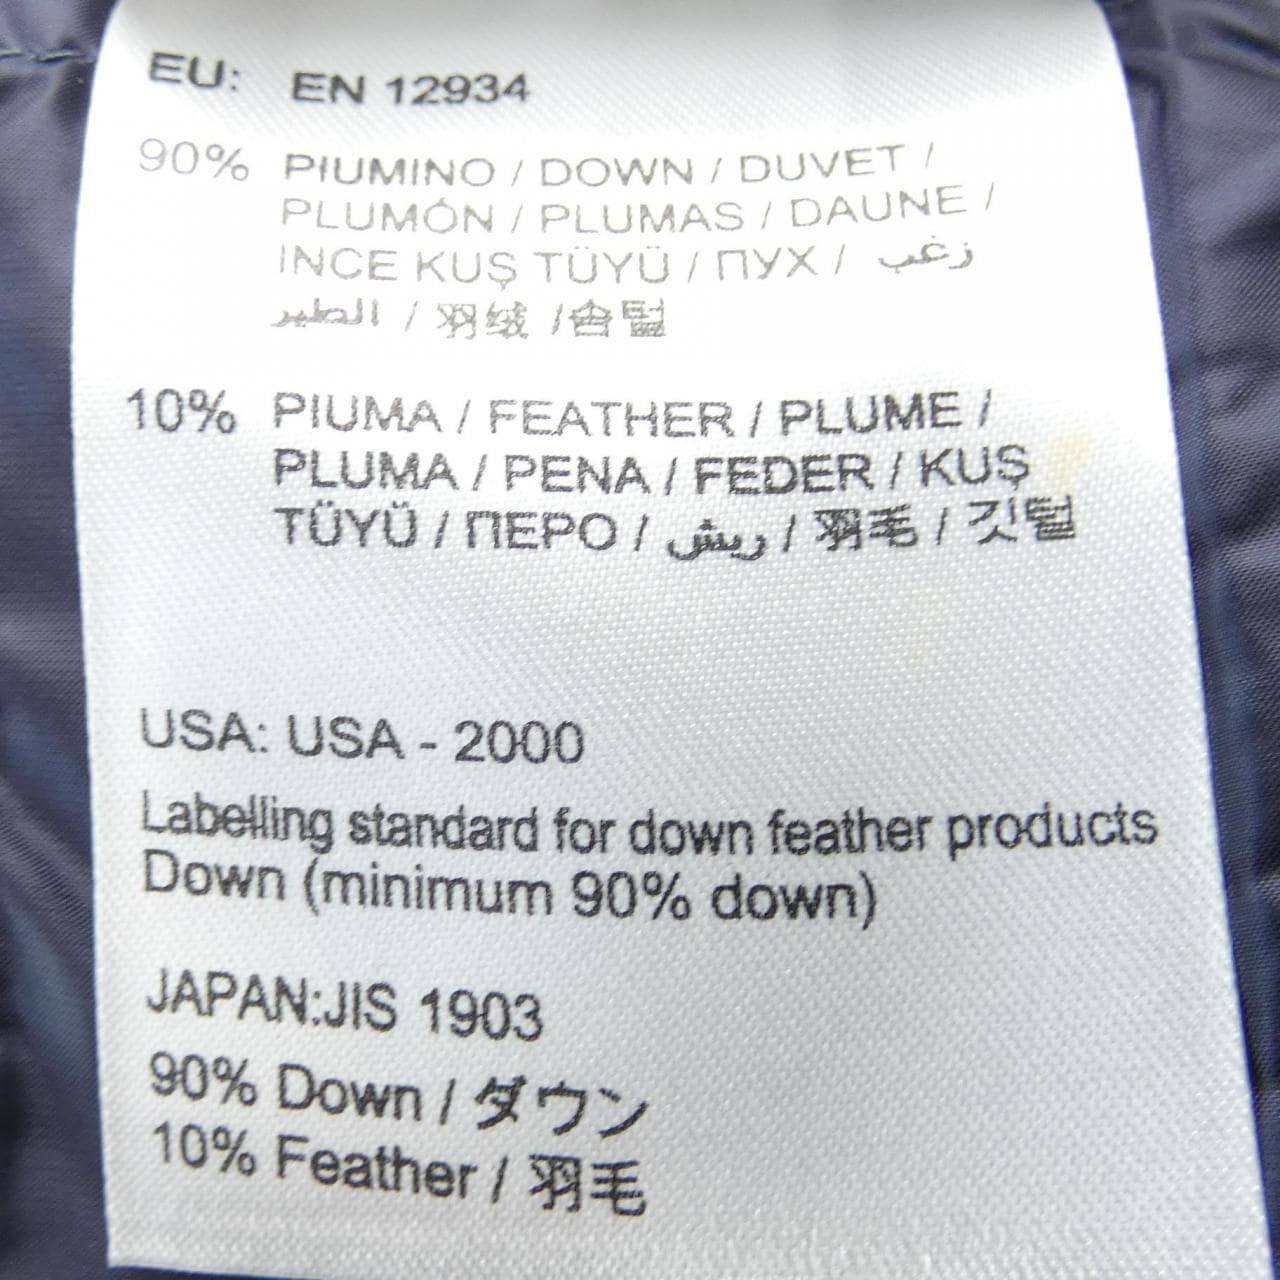 EU: EN 12934
90% PIUMINO / DOWN / DUVET /
PLUMÓN / PLUMAS / DAUNE /
INCE KUŞ TÜYÜ / ПУХ / زغب
الطير / 羽绒 /솜털
10% PIUMA / FEATHER / PLUME /
PLUMA / PENA / FEDER / KUŞ
TÜYÜ / ПЕРО / ريش / 羽毛 / 깃털
USA: USA - 2000
Labelling standard for down feather products
Down (minimum 90% down)
JAPAN:JIS 1903
90% Down / ダウン
10% Feather / 羽毛